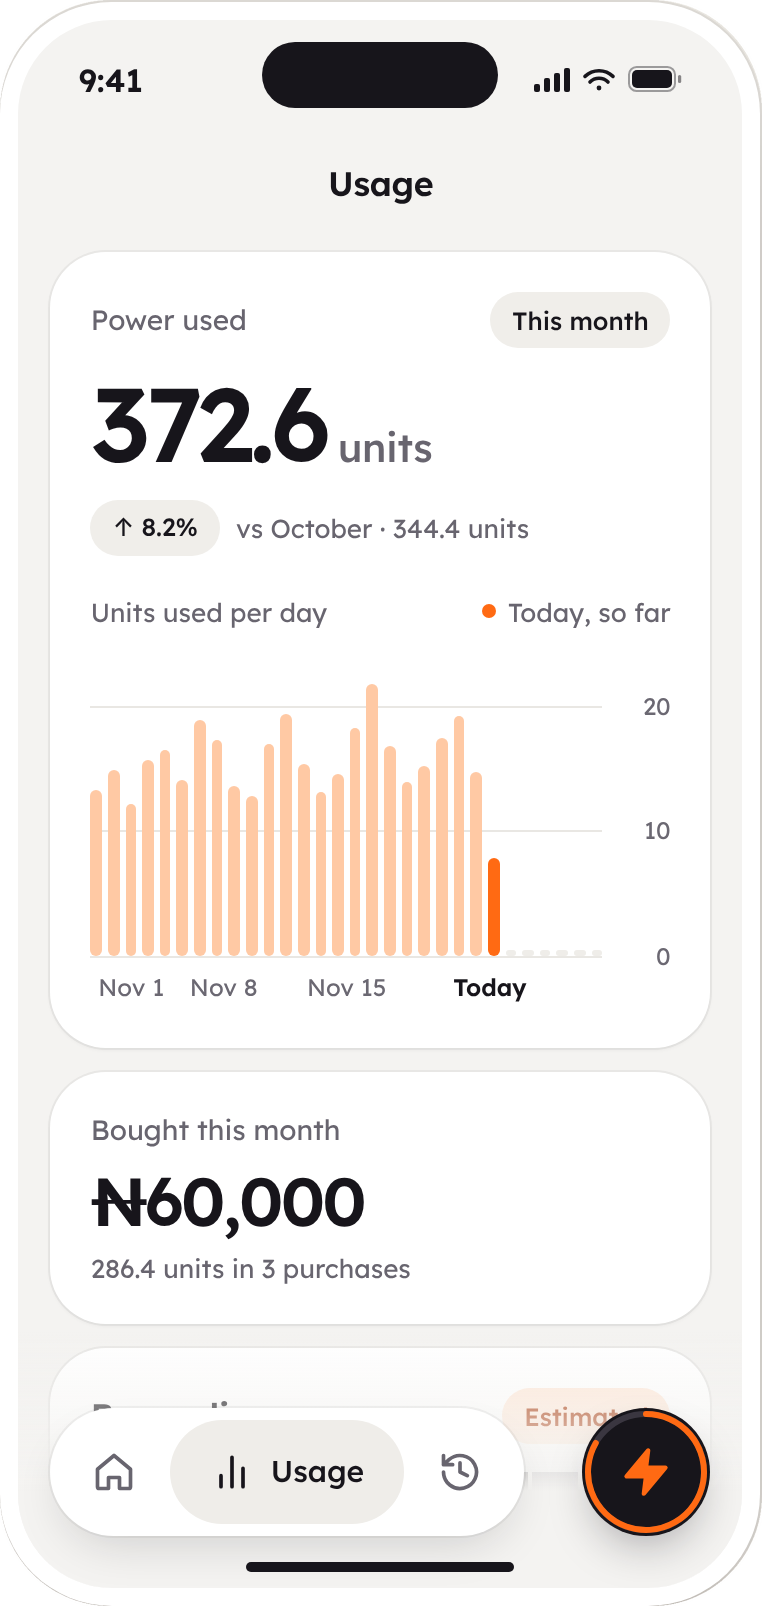 9:41
Usage
Power used
This month
372.6 units
↑ 8.2% vs October · 344.4 units
Units used per day
Today, so far
20
10
0
Nov 1 Nov 8 Nov 15 Today
Bought this month
₦60,000
286.4 units in 3 purchases
Usage